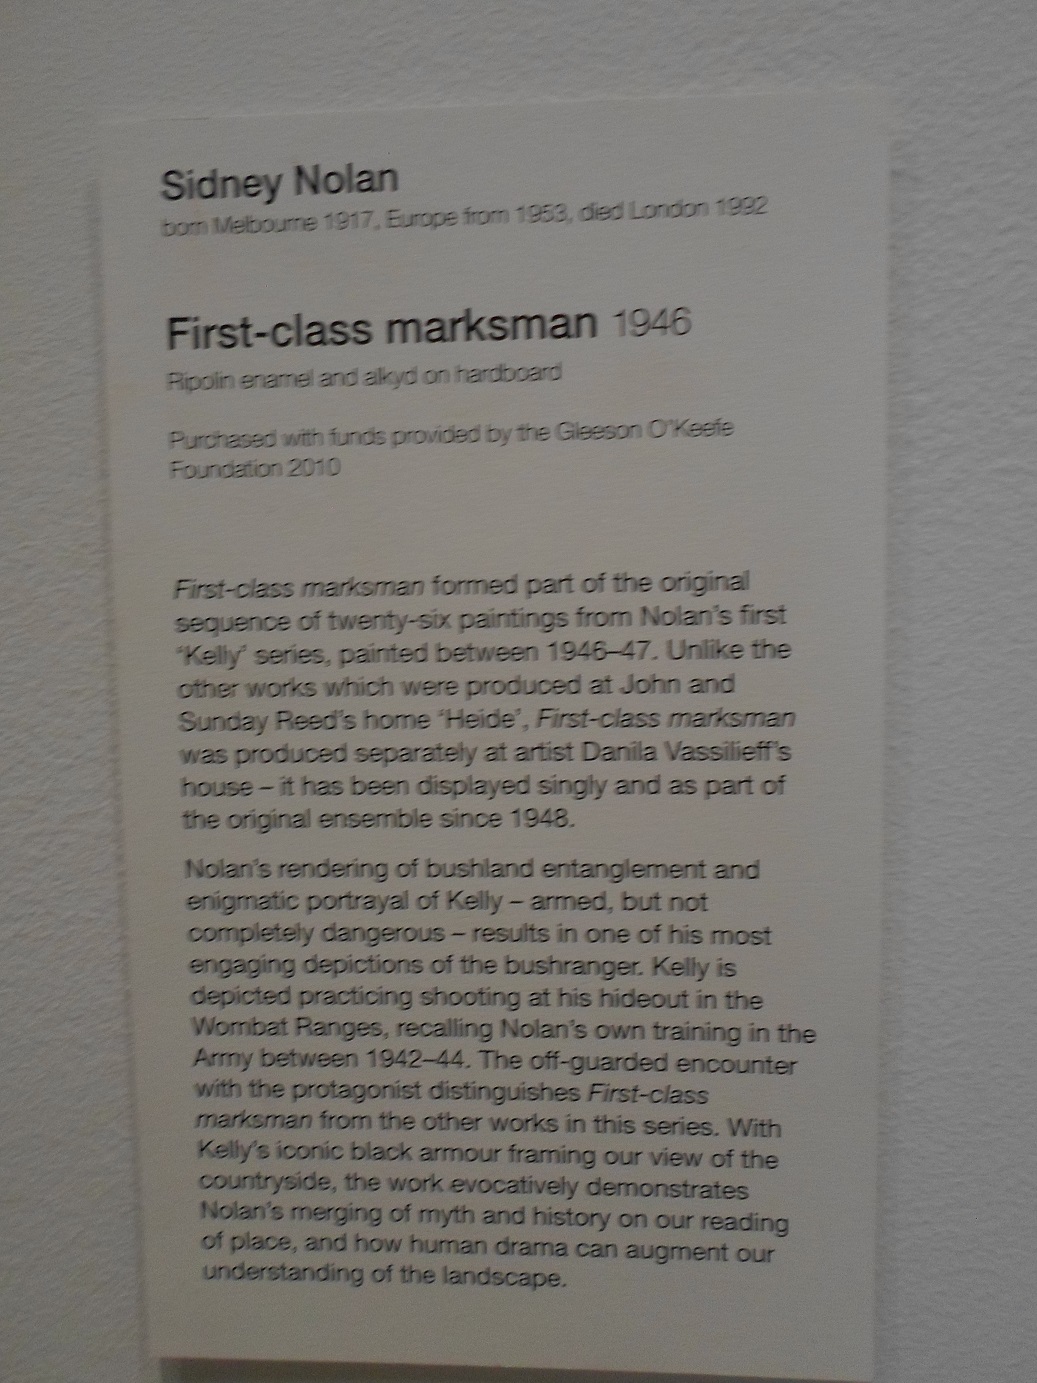 Sidney Nolan
born Melbourne 1917, Europe from 1953, died London 1992
First-class marksman 1946
Ripolin enamel and alkyd on hardboard
Purchased with funds provided by the Gleeson O'Keefe
Foundation 2010
First-class marksman formed part of the original
sequence of twenty-six paintings from Nolan's first
'Kelly' series, painted between 1946–47. Unlike the
other works which were produced at John and
Sunday Reed's home 'Heide', First-class marksman
was produced separately at artist Danila Vassilieff's
house – it has been displayed singly and as part of
the original ensemble since 1948.
Nolan's rendering of bushland entanglement and
enigmatic portrayal of Kelly – armed, but not
completely dangerous – results in one of his most
engaging depictions of the bushranger. Kelly is
depicted practicing shooting at his hideout in the
Wombat Ranges, recalling Nolan's own training in the
Army between 1942–44. The off-guarded encounter
with the protagonist distinguishes First-class
marksman from the other works in this series. With
Kelly's iconic black armour framing our view of the
countryside, the work evocatively demonstrates
Nolan's merging of myth and history on our reading
of place, and how human drama can augment our
understanding of the landscape.